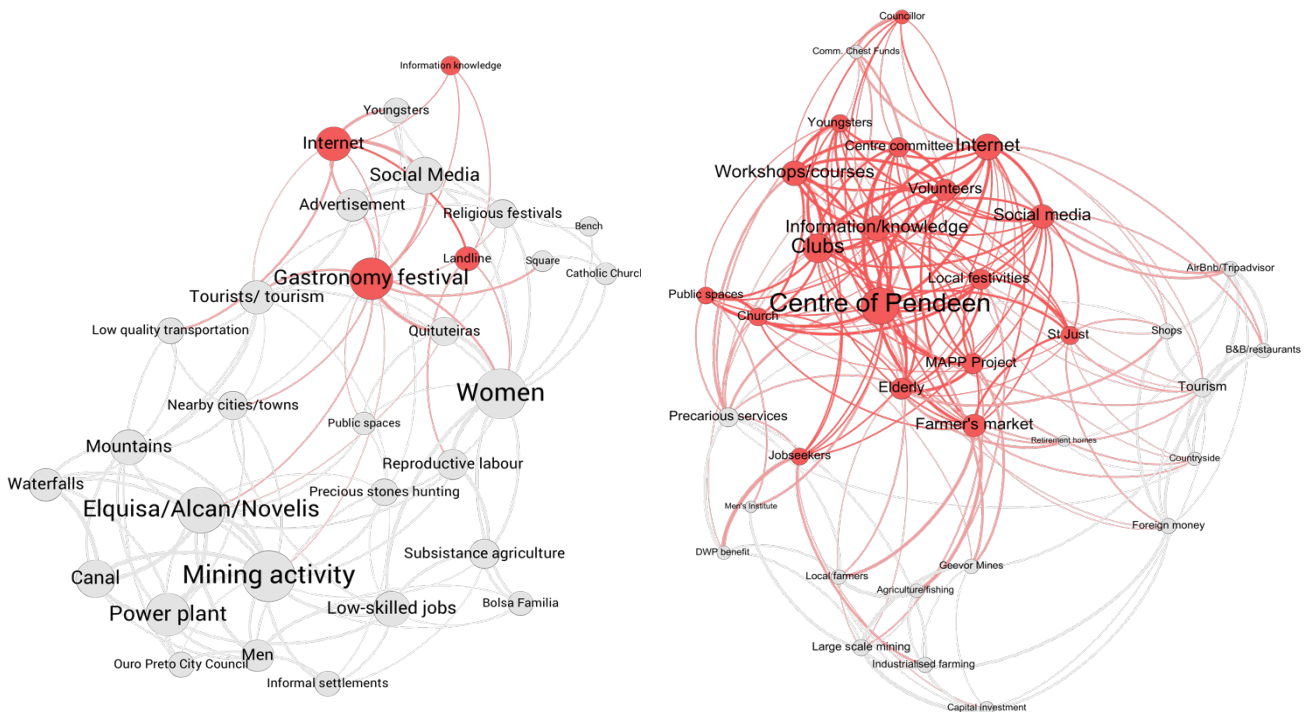 Information knowledge
Youngsters
Internet
Social Media
Advertisement
Religious festivals
Bench
Landline
Square
Gastronomy festival
Catholic Churcl
Tourists/ tourism
Low quality transportation
Quituteiras
Women
Nearby cities/towns
Public spaces
Mountains
Reproductive labour
Waterfalls
Precious stones hunting
Elquisa/Alcan/Novelis
Subsistance agriculture
Mining activity
Canal
Bolsa Familia
Low-skilled jobs
Power plant
Men
Ouro Preto City Council
Informal settlements
Councillor
Comm. Chest Funds
Youngsters
Centre committee
Internet
Workshops/courses
Volunteers
Social media
Information/knowledge
Clubs
AirBnb/Tripadvisor
Local festivities
Public spaces
Centre of Pendeen
Church
St Just
Shops
B&B/restaurants
MAPP Project
Elderly
Tourism
Precarious services
Farmer's market
Retirement homes
Jobseekers
Countryside
Men's Institute
Foreign money
DWP benefit
Geevor Mines
Local farmers
Agriculture/fishing
Large scale mining
Industrialised farming
Capital investment